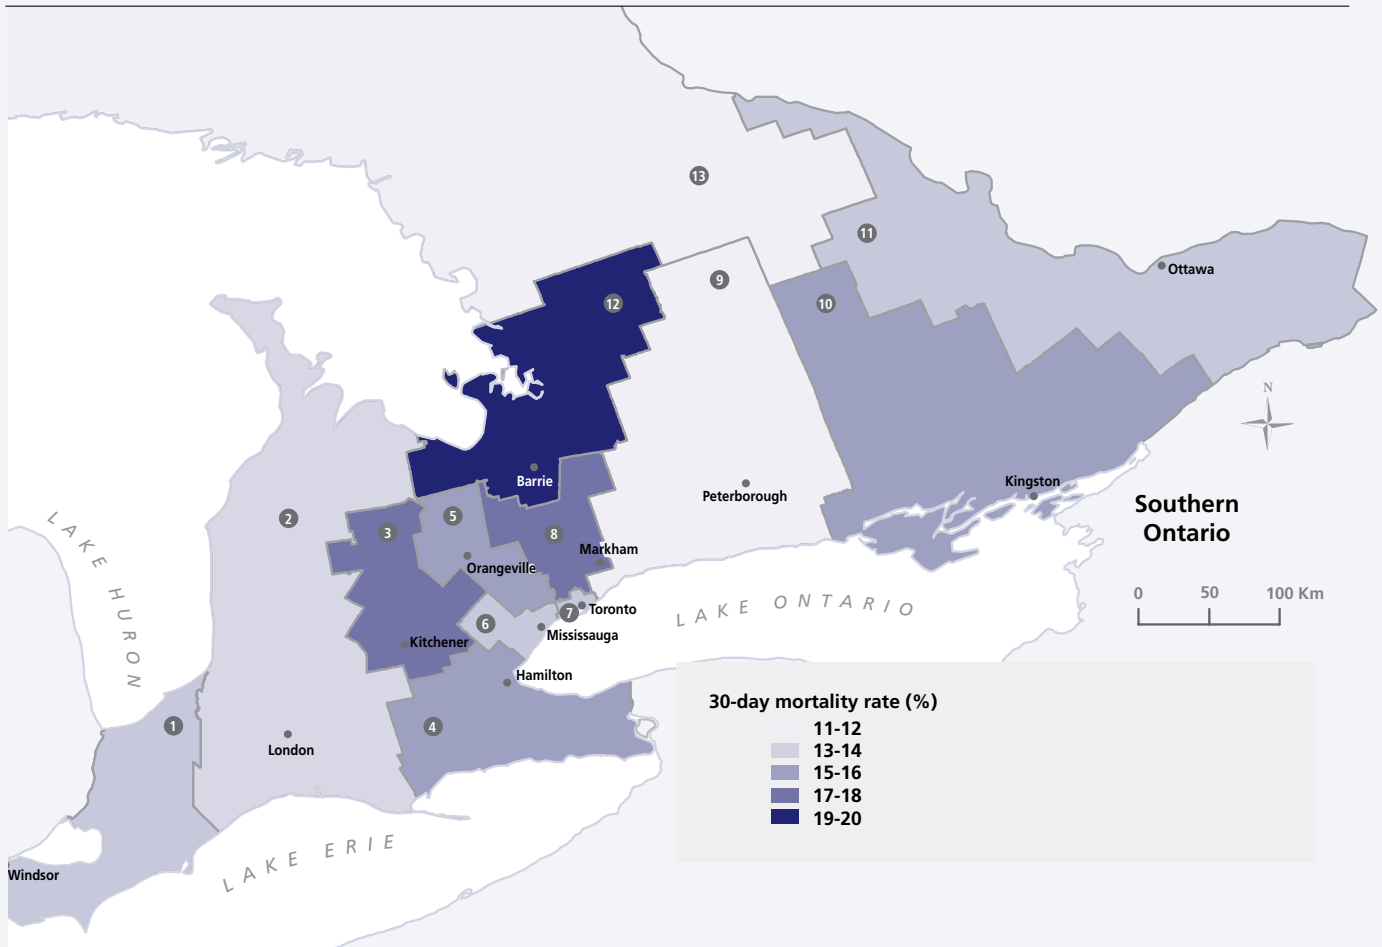 13
11
Ottawa
9
12
10
N
Barrie
Kingston
Peterborough
Southern
Ontario
LAKE HURON
2
3
5
8
Markham
Orangeville
0 50 100 Km
7
Toronto
LAKE ONTARIO
6
Mississauga
Kitchener
Hamilton
1
4
London
30-day mortality rate (%)
11-12
13-14
15-16
17-18
19-20
LAKE ERIE
Windsor